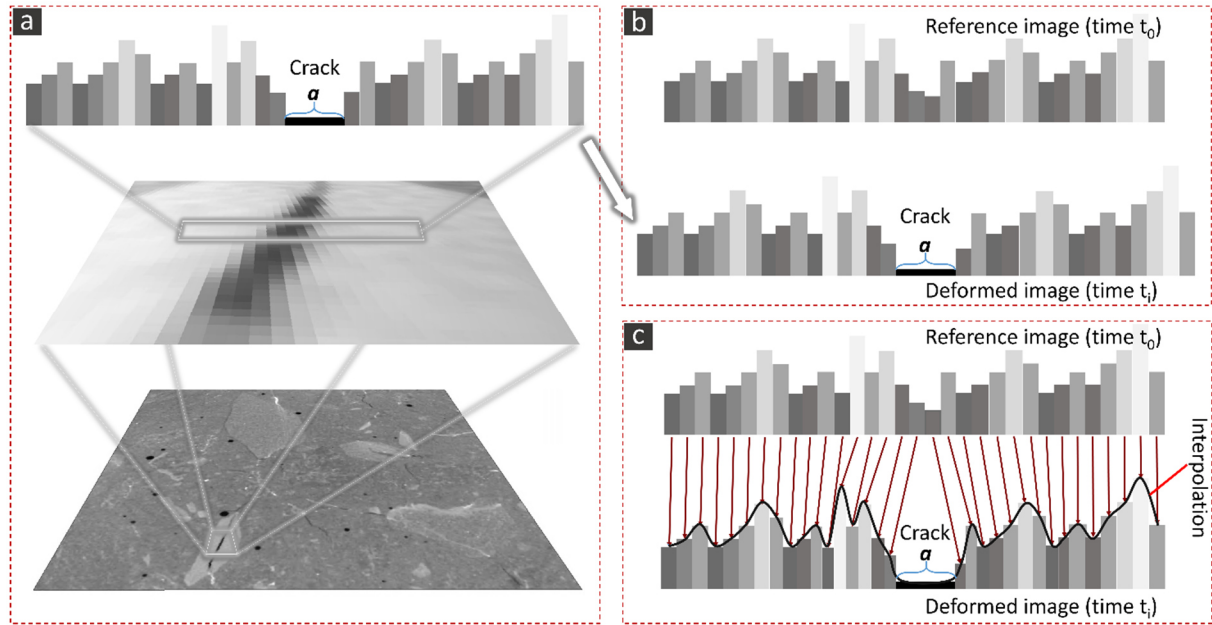 a
Crack
a
b
Reference image (time t₀)
Crack
a
Deformed image (time tᵢ)
c
Reference image (time t₀)
Interpolation
Crack
a
Deformed image (time tᵢ)